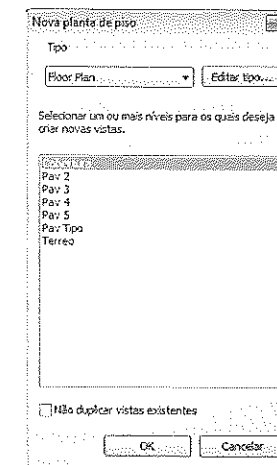 Nova planta de piso
Tipo
Floor Plan
Editar tipo...
Selecionar um ou mais níveis para os quais deseja
criar novas vistas.
Pav 2
Pav 3
Pav 4
Pav 5
Pav Tipo
Terreo
Não duplicar vistas existentes
OK
Cancelar